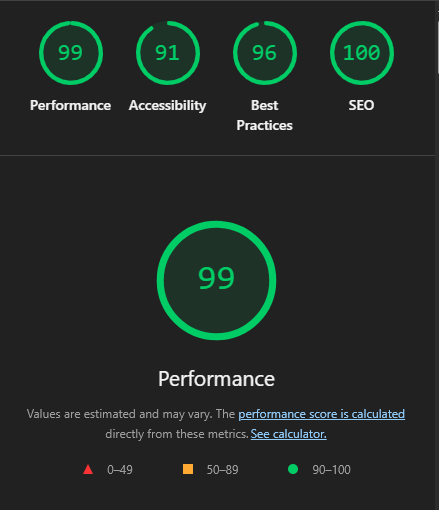 99 91 96 100
Performance Accessibility Best Practices SEO
99
Performance
Values are estimated and may vary. The performance score is calculated
directly from these metrics. See calculator.
0–49 50–89 90–100